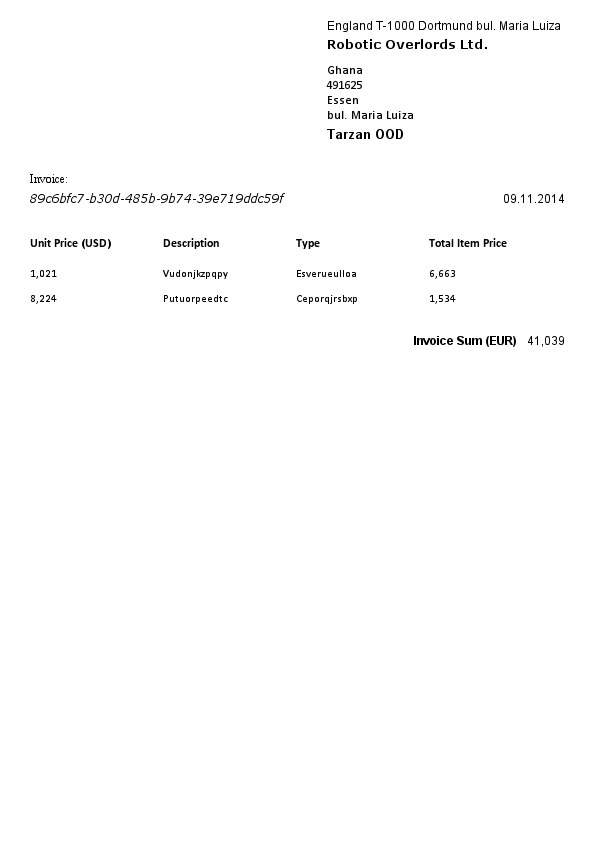 England T-1000 Dortmund bul. Maria Luiza
Robotic Overlords Ltd.
Ghana
491625
Essen
bul. Maria Luiza
Tarzan OOD
Invoice:
89c6bfc7-b30d-485b-9b74-39e719ddc59f 09.11.2014
Unit Price (USD) Description Type Total Item Price
1,021 Vudonjkzpqpy Esverueulloa 6,663
8,224 Putuorpeedtc Ceporqjrsbxp 1,534
Invoice Sum (EUR) 41,039